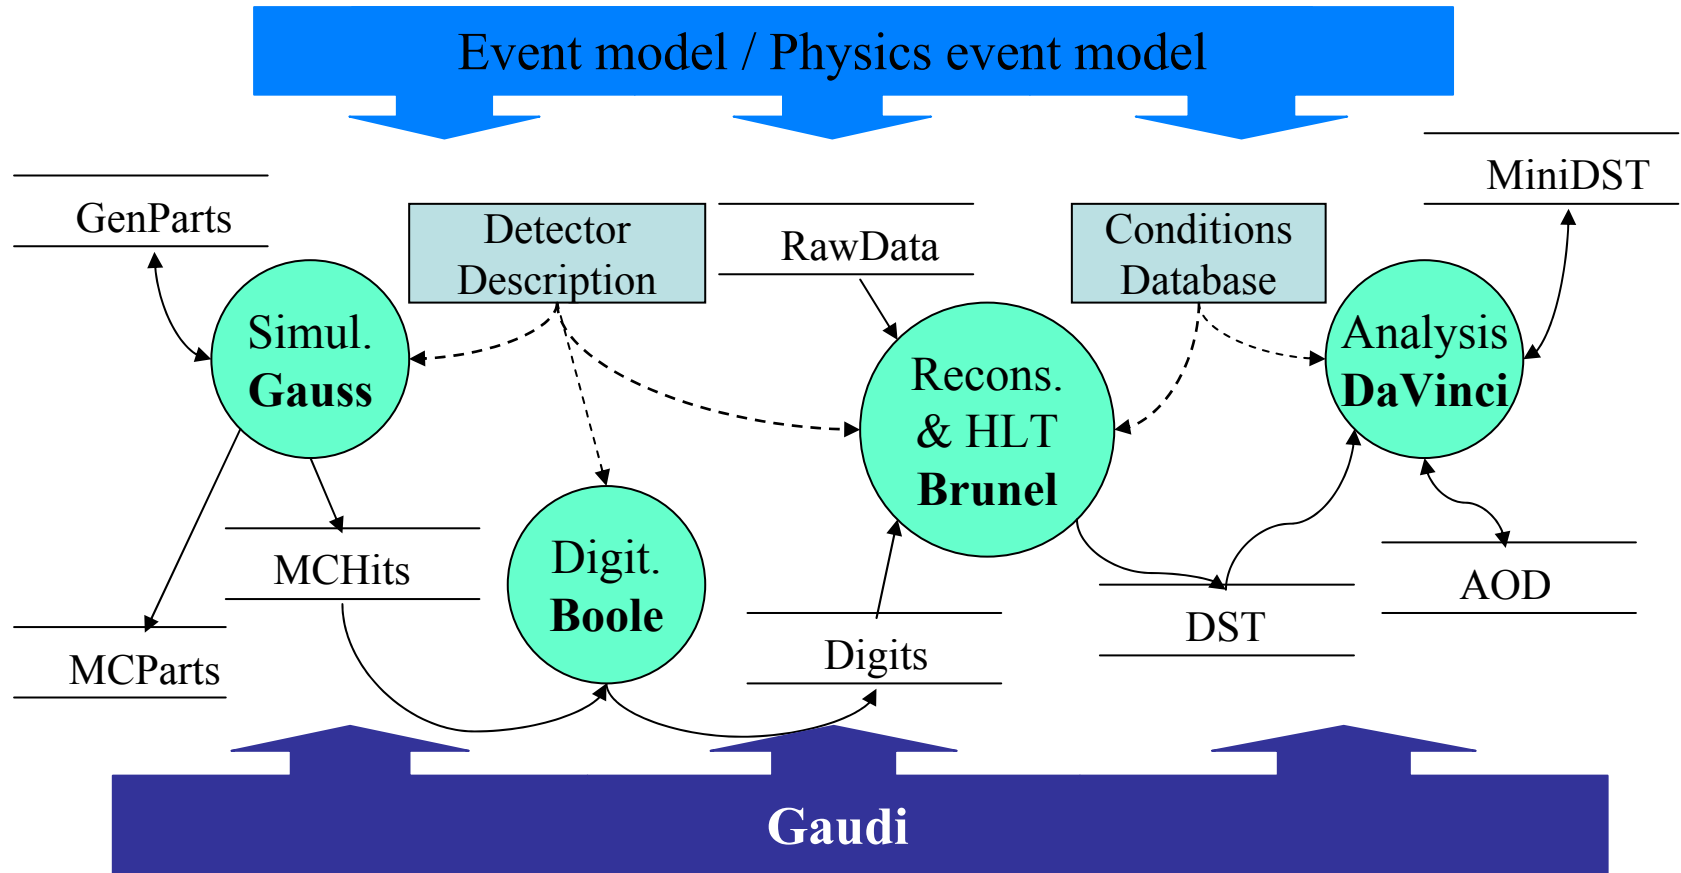 Event model / Physics event model
MiniDST
GenParts
Detector
Description
RawData
Conditions
Database
Simul.
Gauss
Recons.
& HLT
Brunel
Analysis
DaVinci
MCHits
Digit.
Boole
AOD
MCParts
Digits
DST
Gaudi